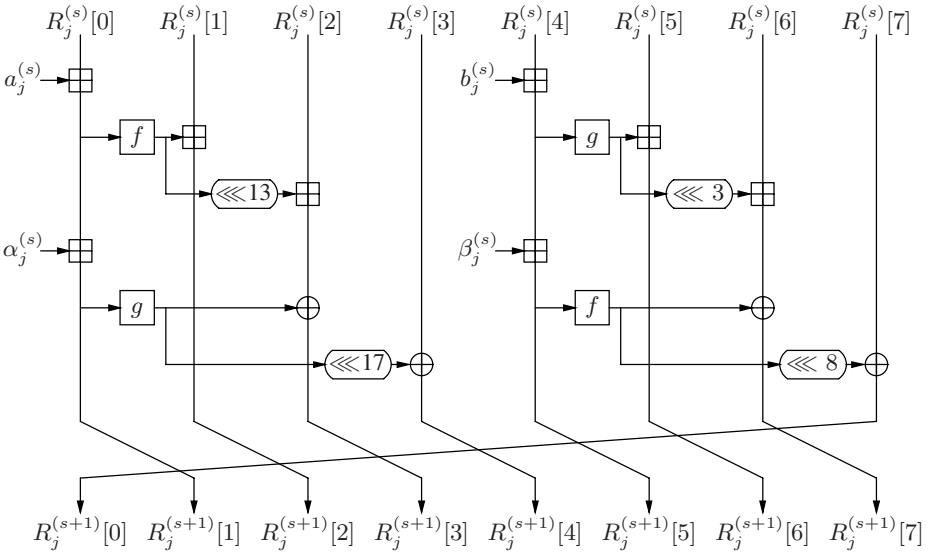 R_j^{(s)}[0] R_j^{(s)}[1] R_j^{(s)}[2] R_j^{(s)}[3] R_j^{(s)}[4] R_j^{(s)}[5] R_j^{(s)}[6] R_j^{(s)}[7]
a_j^{(s)} b_j^{(s)}
f g
⋘13 ⋘ 3
α_j^{(s)} β_j^{(s)}
g f
⋘17 ⋘ 8
R_j^{(s+1)}[0] R_j^{(s+1)}[1] R_j^{(s+1)}[2] R_j^{(s+1)}[3] R_j^{(s+1)}[4] R_j^{(s+1)}[5] R_j^{(s+1)}[6] R_j^{(s+1)}[7]